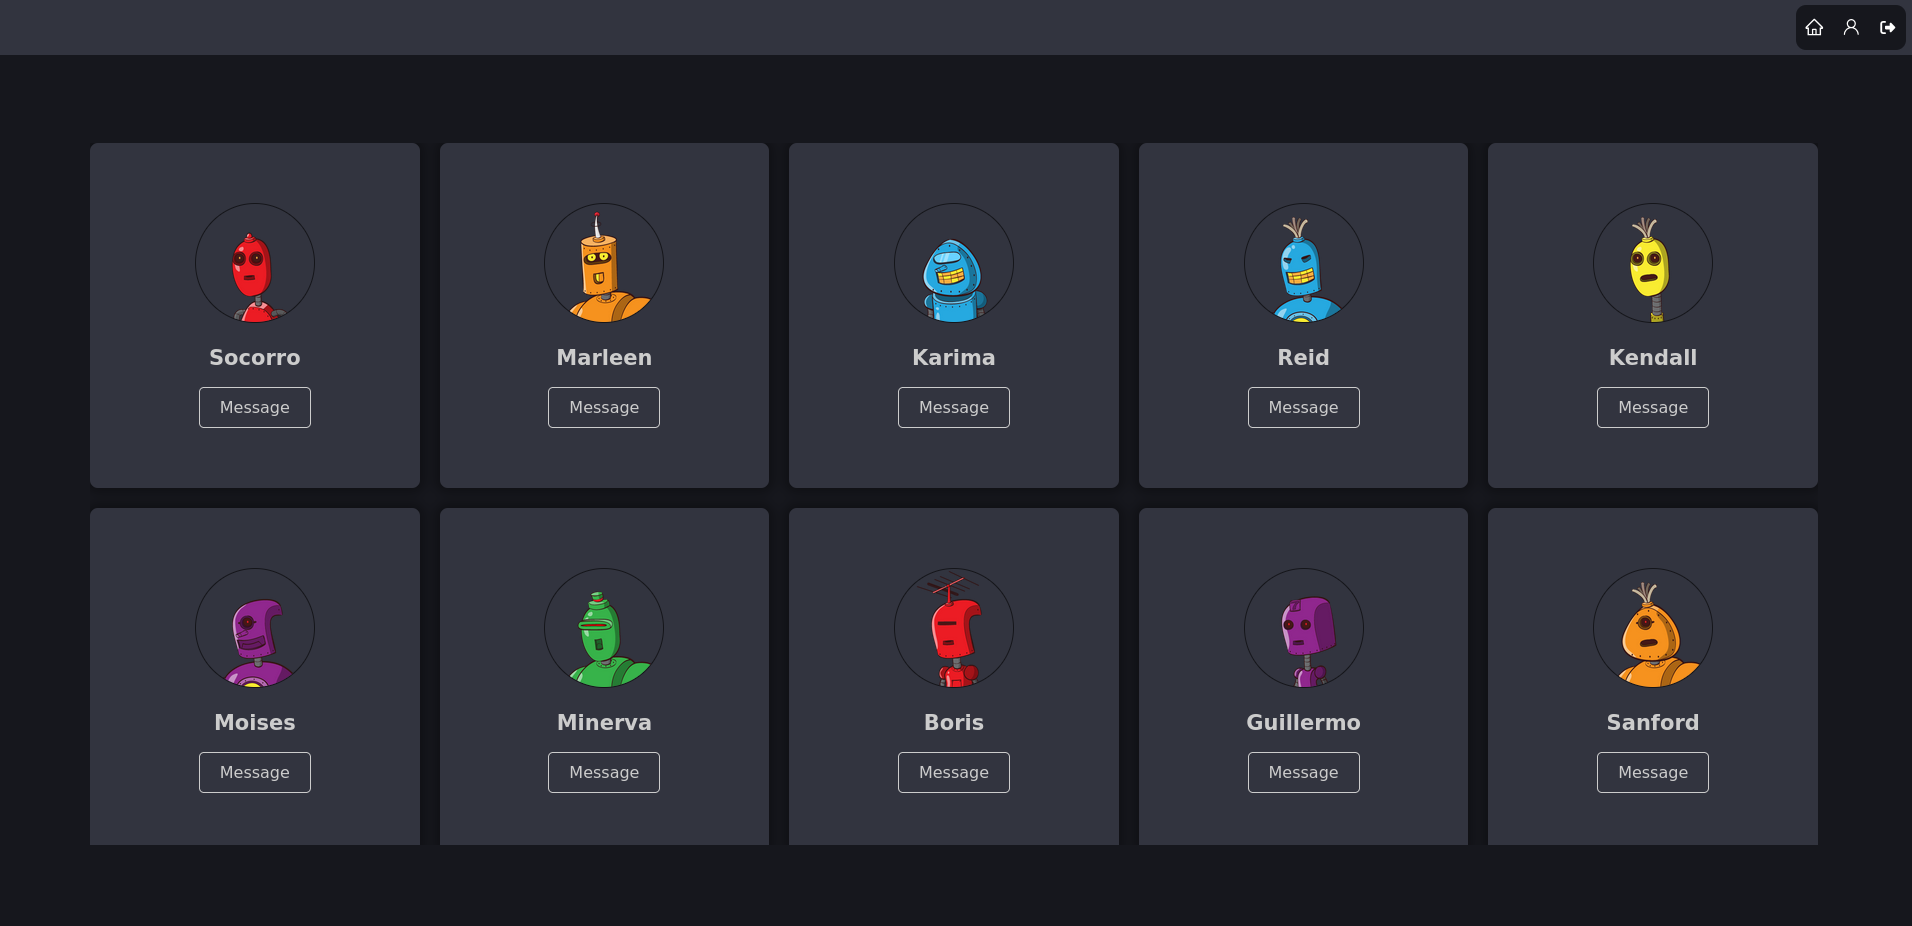 Socorro
Marleen
Karima
Reid
Kendall
Message
Message
Message
Message
Message
Moises
Minerva
Boris
Guillermo
Sanford
Message
Message
Message
Message
Message